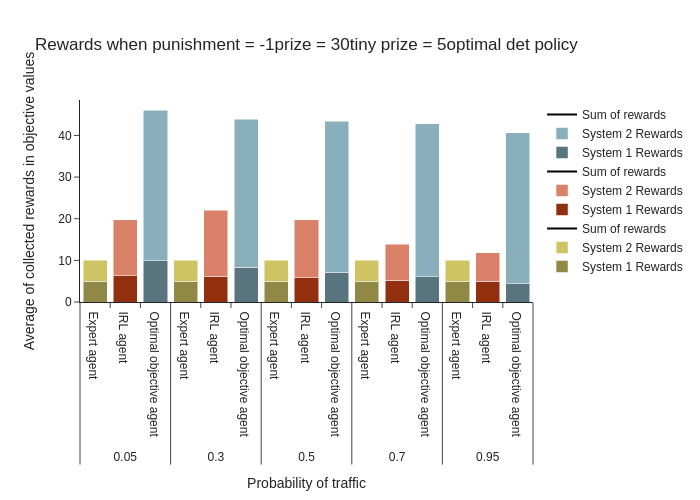 Rewards when punishment = -1prize = 30tiny prize = 5optimal det policy
Average of collected rewards in objective values
40
30
20
10
0
Sum of rewards
System 2 Rewards
System 1 Rewards
Sum of rewards
System 2 Rewards
System 1 Rewards
Sum of rewards
System 2 Rewards
System 1 Rewards
Expert agent
IRL agent
Optimal objective agent
Expert agent
IRL agent
Optimal objective agent
Expert agent
IRL agent
Optimal objective agent
Expert agent
IRL agent
Optimal objective agent
Expert agent
IRL agent
Optimal objective agent
0.05
0.3
0.5
0.7
0.95
Probability of traffic